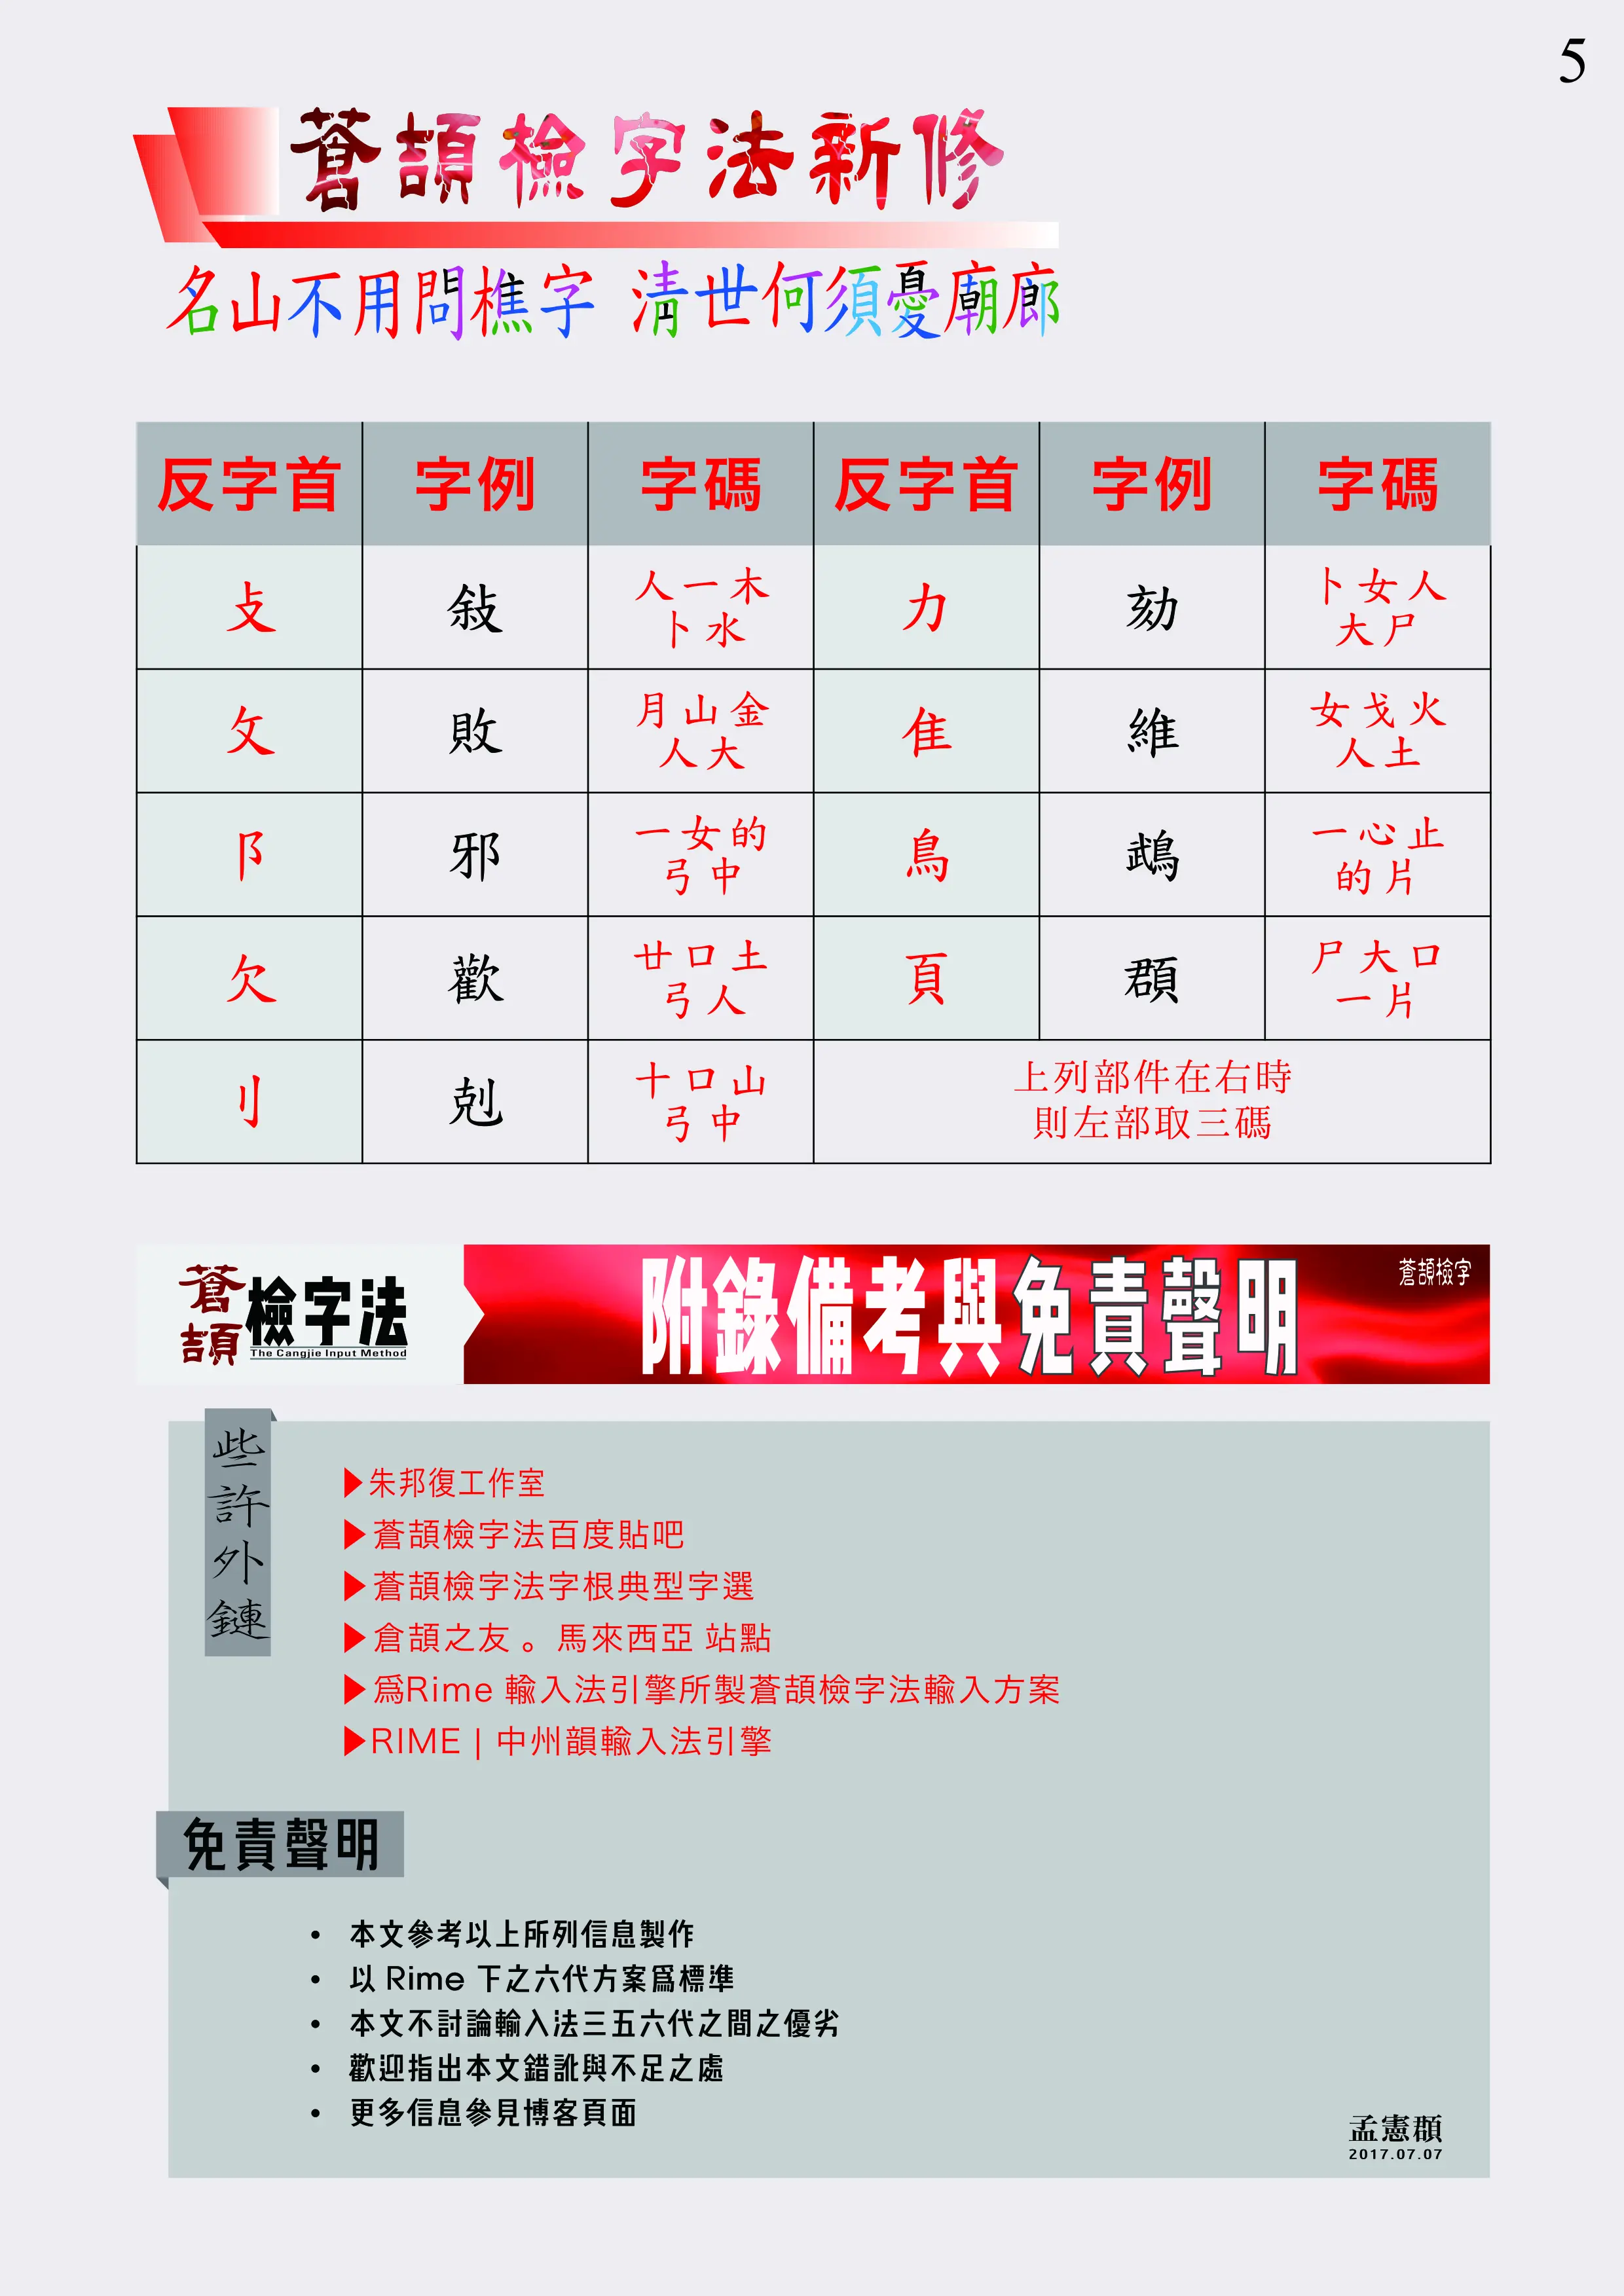 5
蒼頡檢字法新修
名山不用問樵字 清世何須憂廟廊
反字首 字例 字碼 反字首 字例 字碼
攴 敍 人一木卜水 力 劾 卜女人大尸
攵 敗 月山金人大 隹 維 女戈火人土
阝 邪 一女的弓中 鳥 鵡 一心止的片
欠 歡 廿口土弓人 頁 頵 尸大口一片
刂 剋 十口山弓中 上列部件在右時
則左部取三碼
蒼頡檢字法
The Cangjie Input Method
附錄備考與免責聲明
蒼頡檢字
些許外鏈
▶朱邦復工作室
▶蒼頡檢字法百度貼吧
▶蒼頡檢字法字根典型字選
▶倉頡之友 。馬來西亞 站點
▶爲Rime 輸入法引擎所製蒼頡檢字法輸入方案
▶RIME | 中州韻輸入法引擎
免責聲明
• 本文參考以上所列信息製作
• 以 Rime 下之六代方案爲標準
• 本文不討論輸入法三五六代之間之優劣
• 歡迎指出本文錯訛與不足之處
• 更多信息參見博客頁面
孟憲頵
2017.07.07